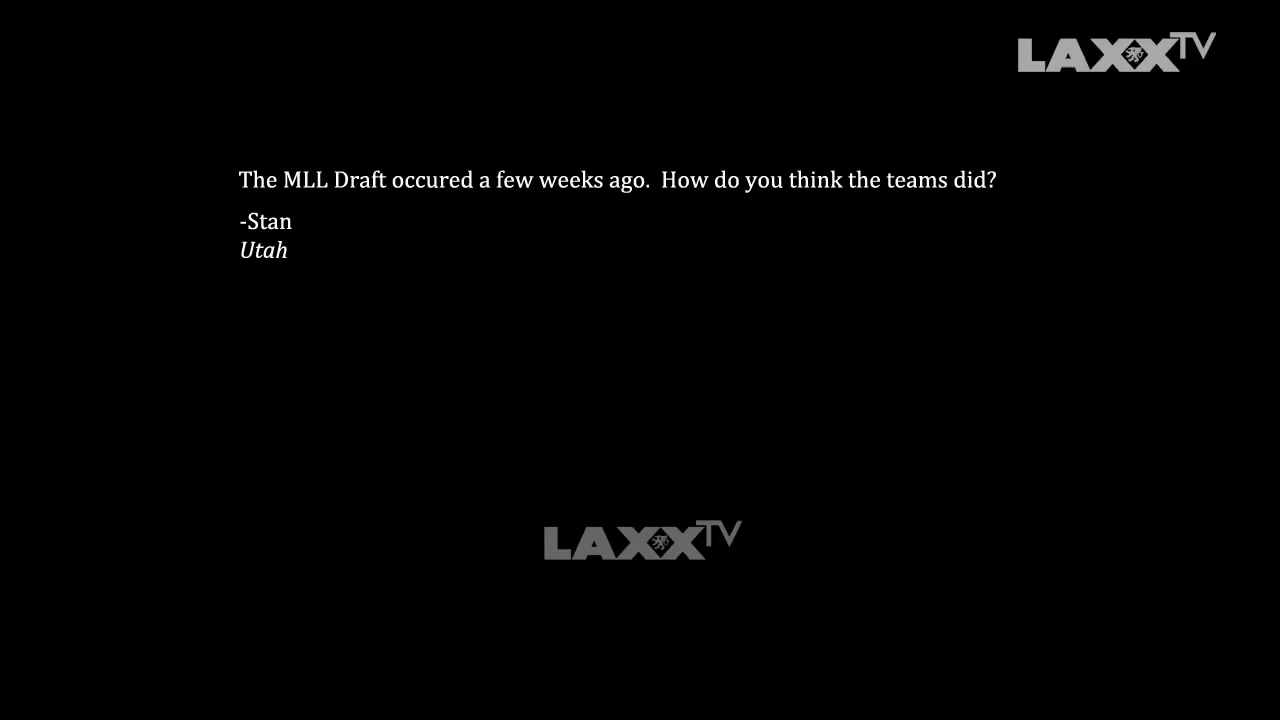 LAXXTV
The MLL Draft occured a few weeks ago.  How do you think the teams did?
-Stan
Utah
LAXXTV